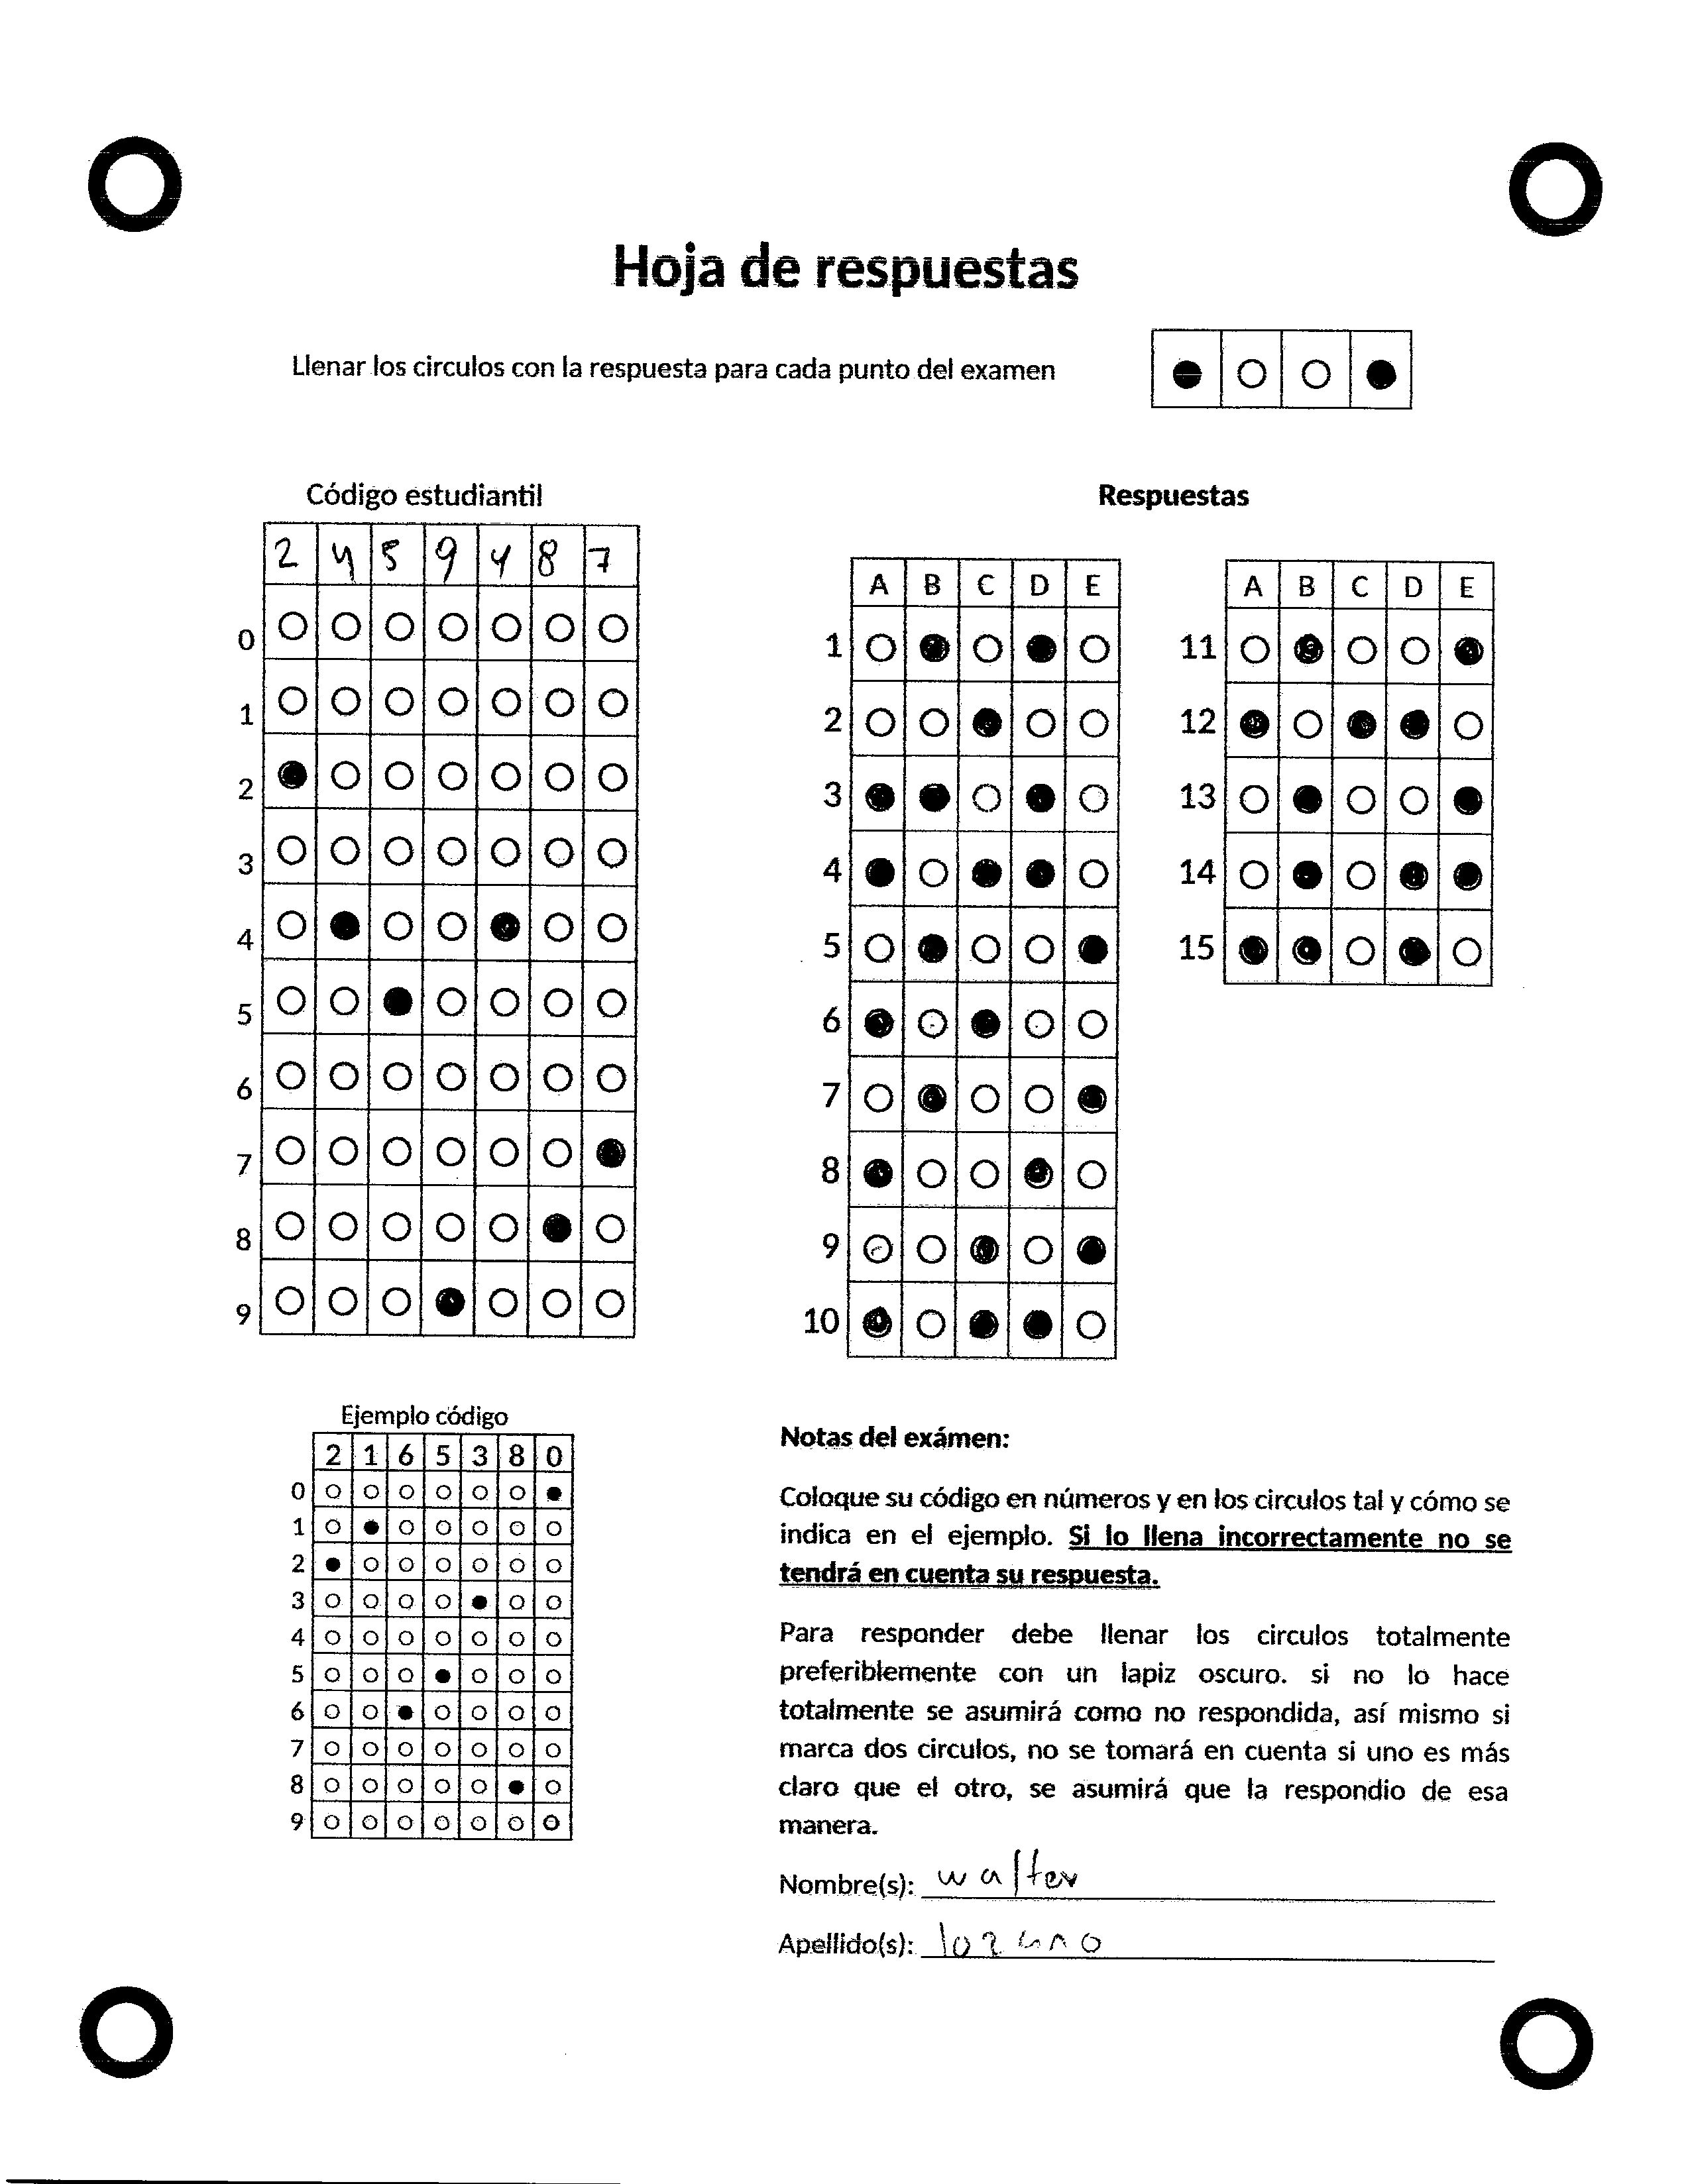 Hoja de respuestas
Llenar los circulos con la respuesta para cada punto del examen
Código estudiantil
2 4 5 9 4 8 7
0
1
2
3
4
5
6
7
8
9
Respuestas
A B C D E
1
2
3
4
5
6
7
8
9
10
A B C D E
11
12
13
14
15
Ejemplo código
2 1 6 5 3 8 0
0
1
2
3
4
5
6
7
8
9
Notas del exámen:
Coloque su código en números y en los circulos tal y cómo se
indica en el ejemplo. Si lo llena incorrectamente no se
tendrá en cuenta su respuesta.
Para responder debe llenar los circulos totalmente
preferiblemente con un lapiz oscuro. si no lo hace
totalmente se asumirá como no respondida, así mismo si
marca dos circulos, no se tomará en cuenta si uno es más
claro que el otro, se asumirá que la respondio de esa
manera.
Nombre(s): walter
Apellido(s): lozano